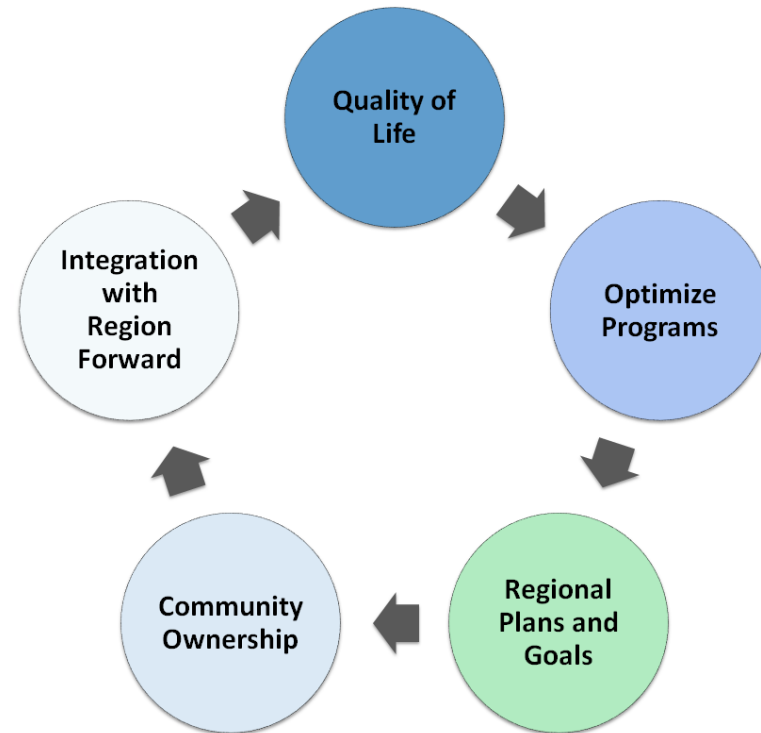 Quality of
Life
Optimize
Programs
Regional
Plans and
Goals
Community
Ownership
Integration
with
Region
Forward